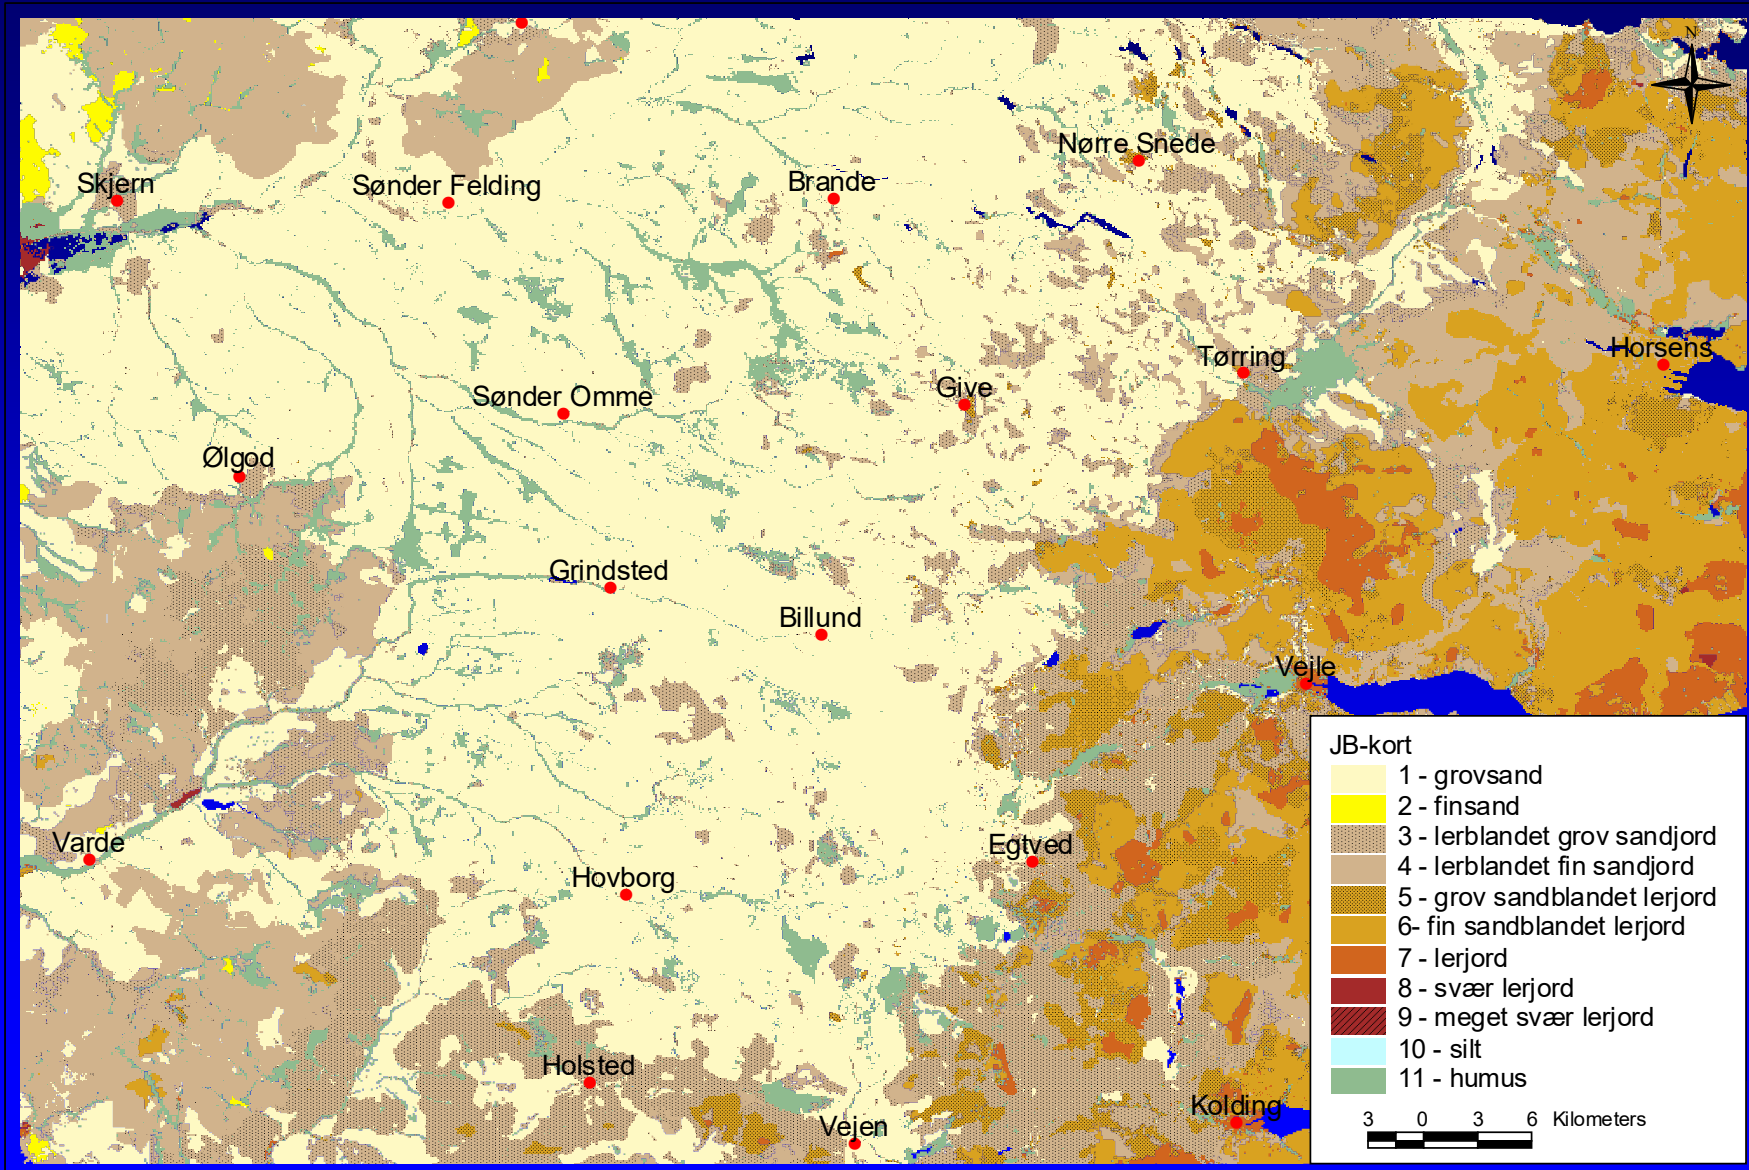 N
Nørre Snede
Skjern
Sønder Felding
Brande
Horsens
Tørring
Give
Sønder Omme
Ølgod
Grindsted
Billund
Vejle
Varde
Egtved
Hovborg
Holsted
Vejen
Kolding
JB-kort
1 - grovsand
2 - finsand
3 - lerblandet grov sandjord
4 - lerblandet fin sandjord
5 - grov sandblandet lerjord
6- fin sandblandet lerjord
7 - lerjord
8 - svær lerjord
9 - meget svær lerjord
10 - silt
11 - humus
3 0 3 6 Kilometers